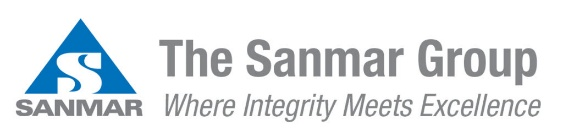 S
SANMAR
The Sanmar Group
Where Integrity Meets Excellence